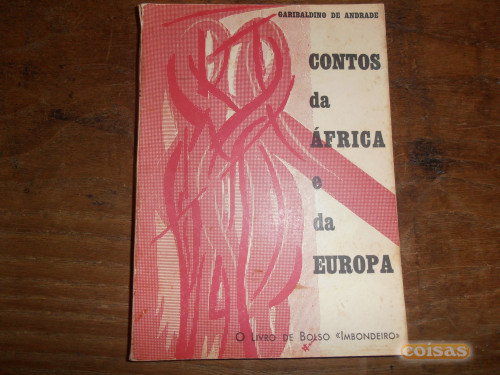 GARIBALDINO DE ANDRADE
CONTOS
da
ÁFRICA
e
da
EUROPA
O LIVRO DE BOLSO «IMBONDEIRO»
coisas